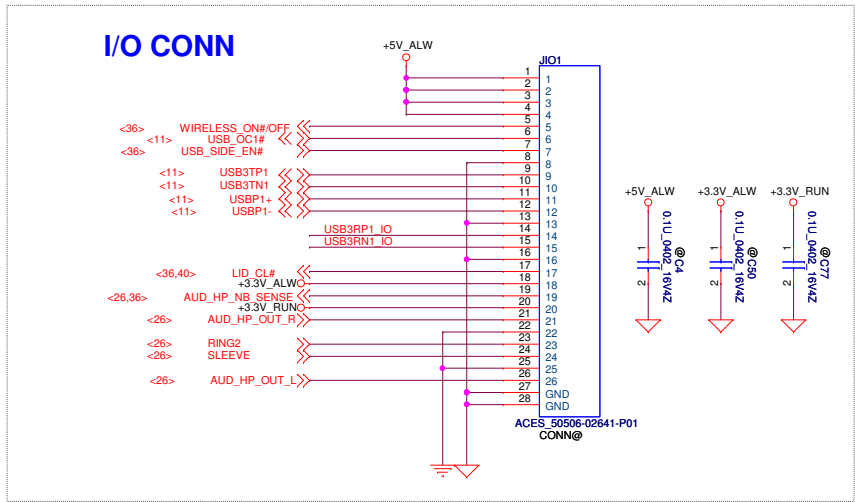 I/O CONN
+5V_ALW
JIO1
1 1
2 2
3 3
4 4
<36> WIRELESS_ON#/OFF 5 5
<11> USB_OC1# 6 6
<36> USB_SIDE_EN# 7 7
8 8
<11> USB3TP1 9 9
<11> USB3TN1 10 10
<11> USBP1+ 11 11
<11> USBP1- 12 12
13 13
USB3RP1_IO 14 14
USB3RN1_IO 15 15
16 16
<36,40> LID_CL# 17 17
+3.3V_ALW 18 18
<26,36> AUD_HP_NB_SENSE 19 19
+3.3V_RUN 20 20
<26> AUD_HP_OUT_R 21 21
22 22
<26> RING2 23 23
<26> SLEEVE 24 24
25 25
<26> AUD_HP_OUT_L 26 26
27 GND
28 GND
ACES_50506-02641-P01
CONN@
+5V_ALW
1
2
0.1U_0402_16V4Z
@C4
+3.3V_ALW
1
2
0.1U_0402_16V4Z
@C50
+3.3V_RUN
1
2
0.1U_0402_16V4Z
@C77